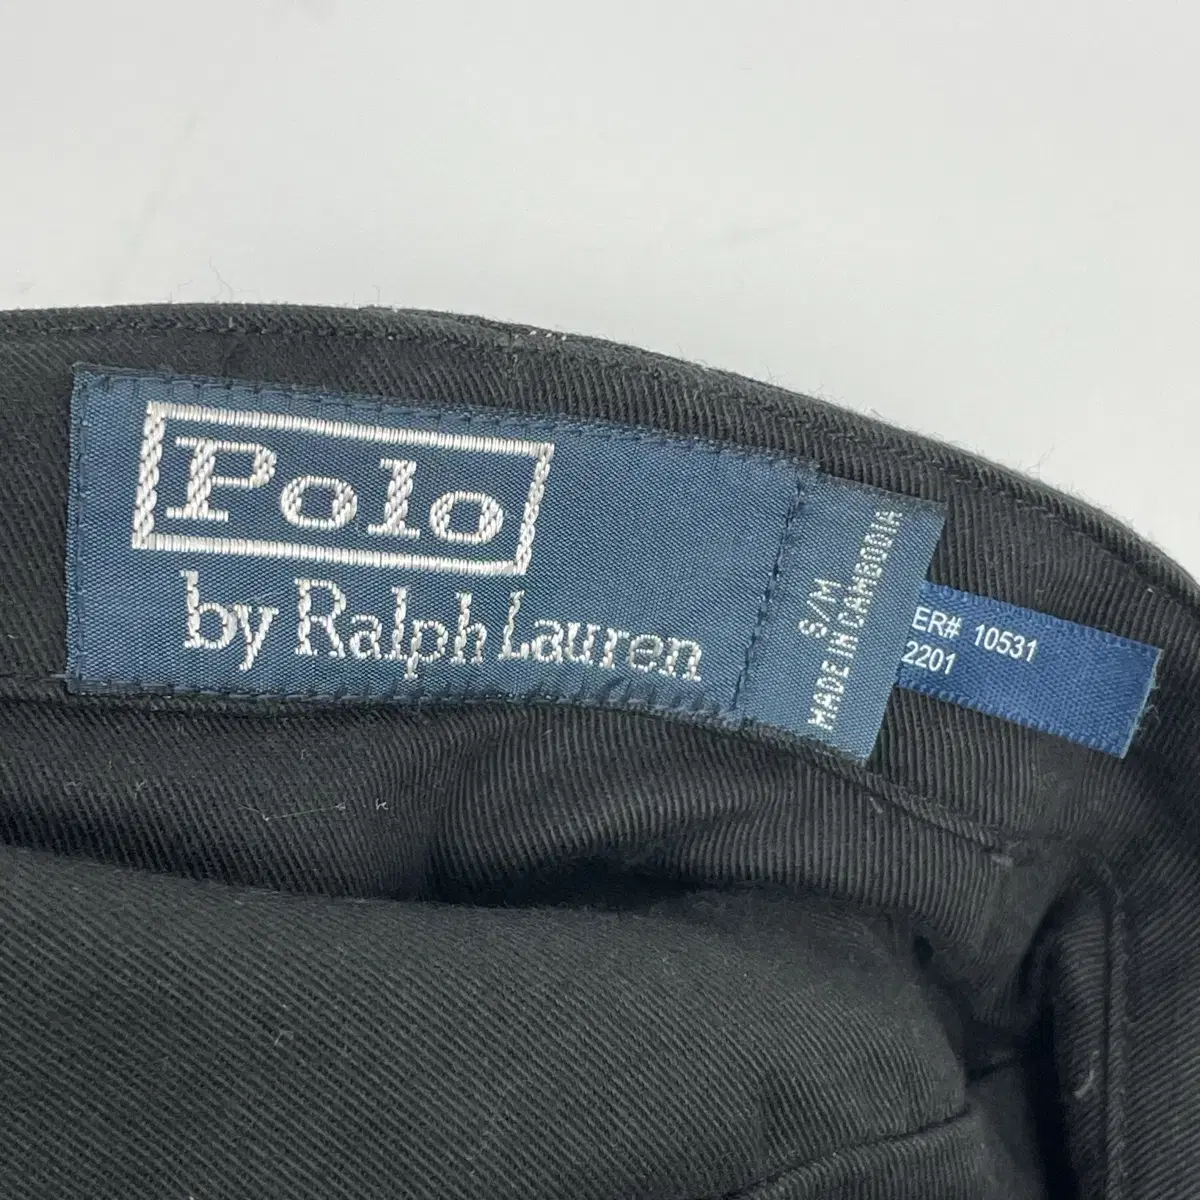 Polo
by Ralph Lauren
S/M
MADE IN CAMBODIA
ER# 10531
2201